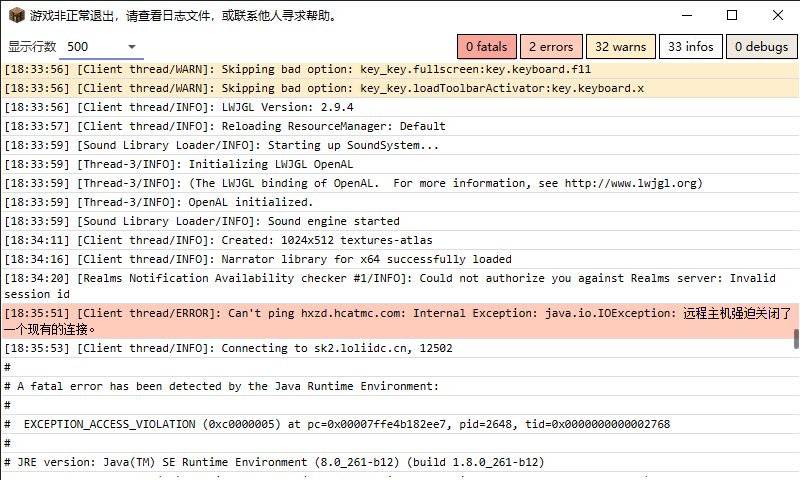 游戏非正常退出，请查看日志文件，或联系他人寻求帮助。
显示行数 500 0 fatals 2 errors 32 warns 33 infos 0 debugs
[18:33:56] [Client thread/WARN]: Skipping bad option: key_key.fullscreen:key.keyboard.f11
[18:33:56] [Client thread/WARN]: Skipping bad option: key_key.loadToolbarActivator:key.keyboard.x
[18:33:56] [Client thread/INFO]: LWJGL Version: 2.9.4
[18:33:57] [Client thread/INFO]: Reloading ResourceManager: Default
[18:33:59] [Sound Library Loader/INFO]: Starting up SoundSystem...
[18:33:59] [Thread-3/INFO]: Initializing LWJGL OpenAL
[18:33:59] [Thread-3/INFO]: (The LWJGL binding of OpenAL.  For more information, see http://www.lwjgl.org)
[18:33:59] [Thread-3/INFO]: OpenAL initialized.
[18:33:59] [Sound Library Loader/INFO]: Sound engine started
[18:34:11] [Client thread/INFO]: Created: 1024x512 textures-atlas
[18:34:16] [Client thread/INFO]: Narrator library for x64 successfully loaded
[18:34:20] [Realms Notification Availability checker #1/INFO]: Could not authorize you against Realms server: Invalid
session id
[18:35:51] [Client thread/ERROR]: Can't ping hxzd.hcatmc.com: Internal Exception: java.io.IOException: 远程主机强迫关闭了
一个现有的连接。
[18:35:53] [Client thread/INFO]: Connecting to sk2.loliidc.cn, 12502
#
# A fatal error has been detected by the Java Runtime Environment:
#
#  EXCEPTION_ACCESS_VIOLATION (0xc0000005) at pc=0x00007ffe4b182ee7, pid=2648, tid=0x0000000000002768
#
# JRE version: Java(TM) SE Runtime Environment (8.0_261-b12) (build 1.8.0_261-b12)